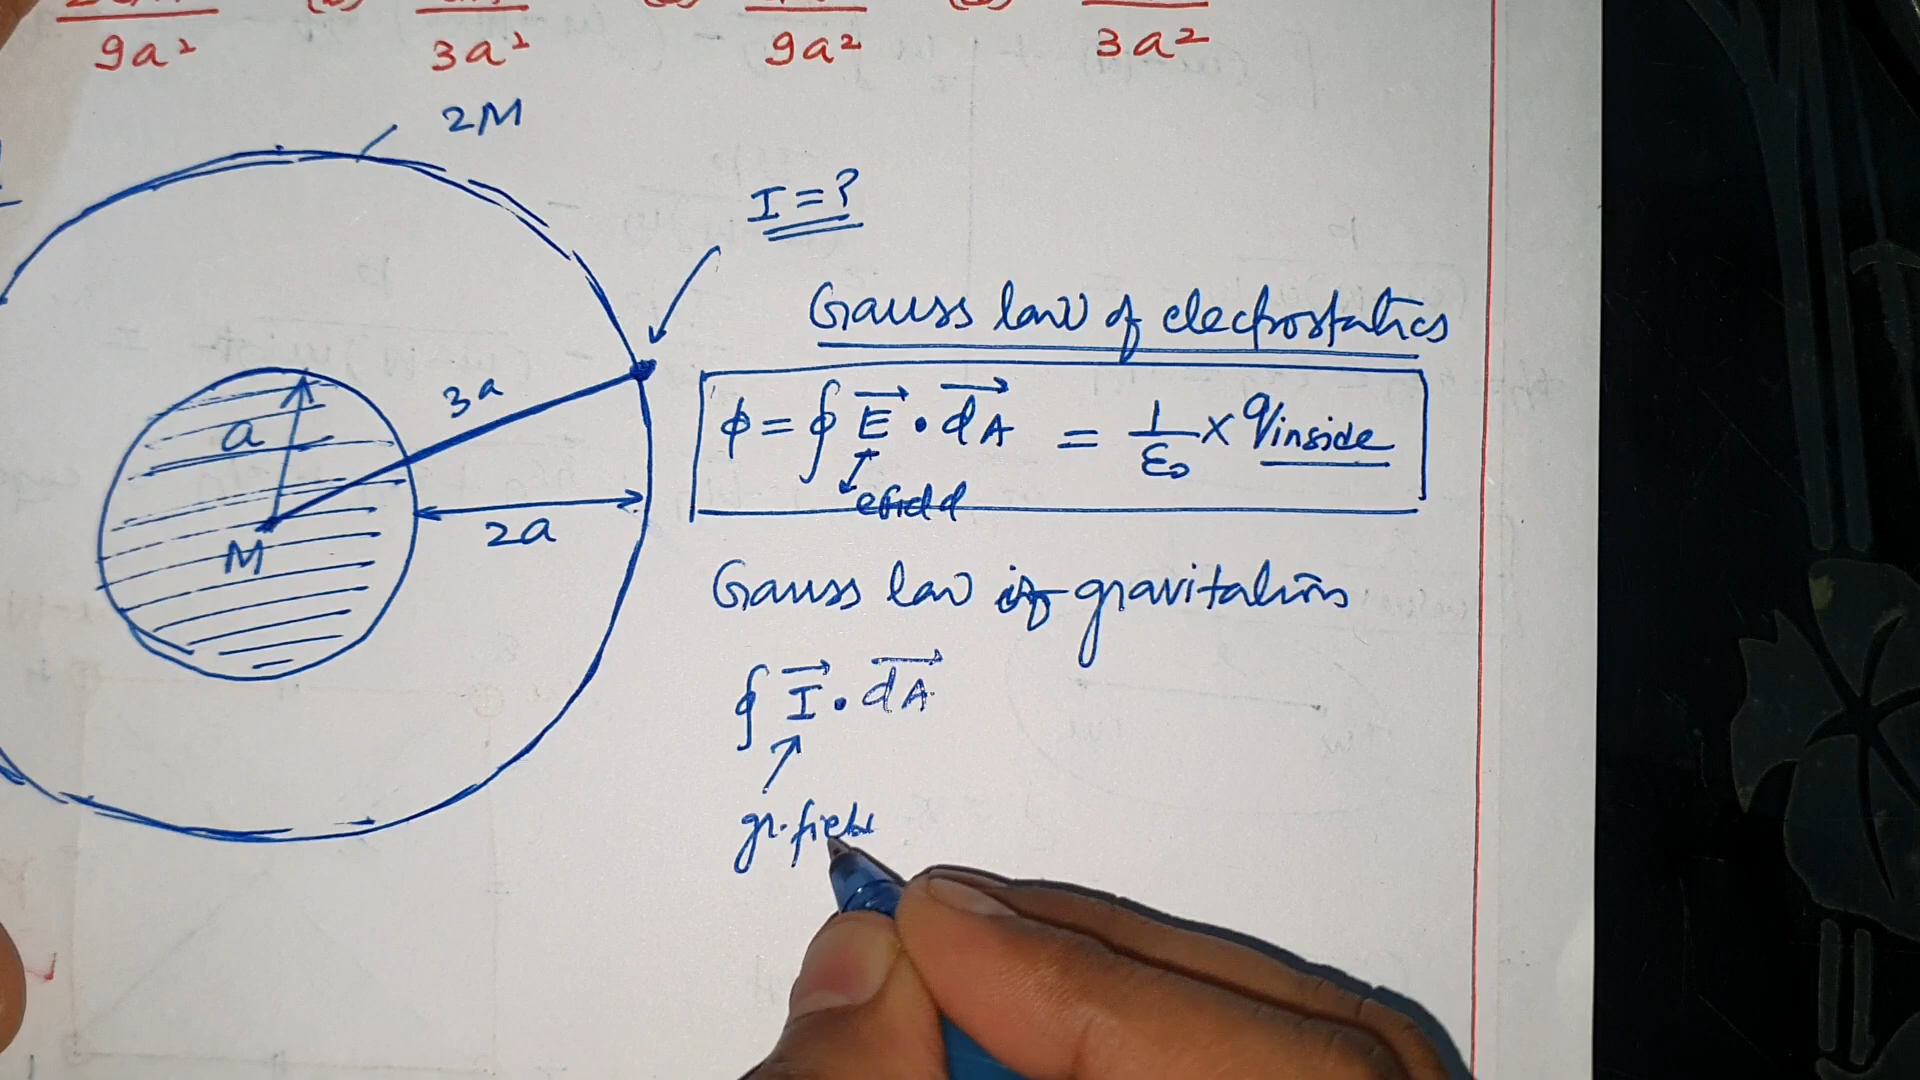 9a² 3a² 9a² 3a²
2M
I = ?
Gauss law of electrostatics
3a
a
ϕ = ∮ E⃗ • dA⃗ = 1/ε₀ × q inside
efield
2a
M
Gauss law of gravitation
∮ I⃗ • dA⃗
gr. field